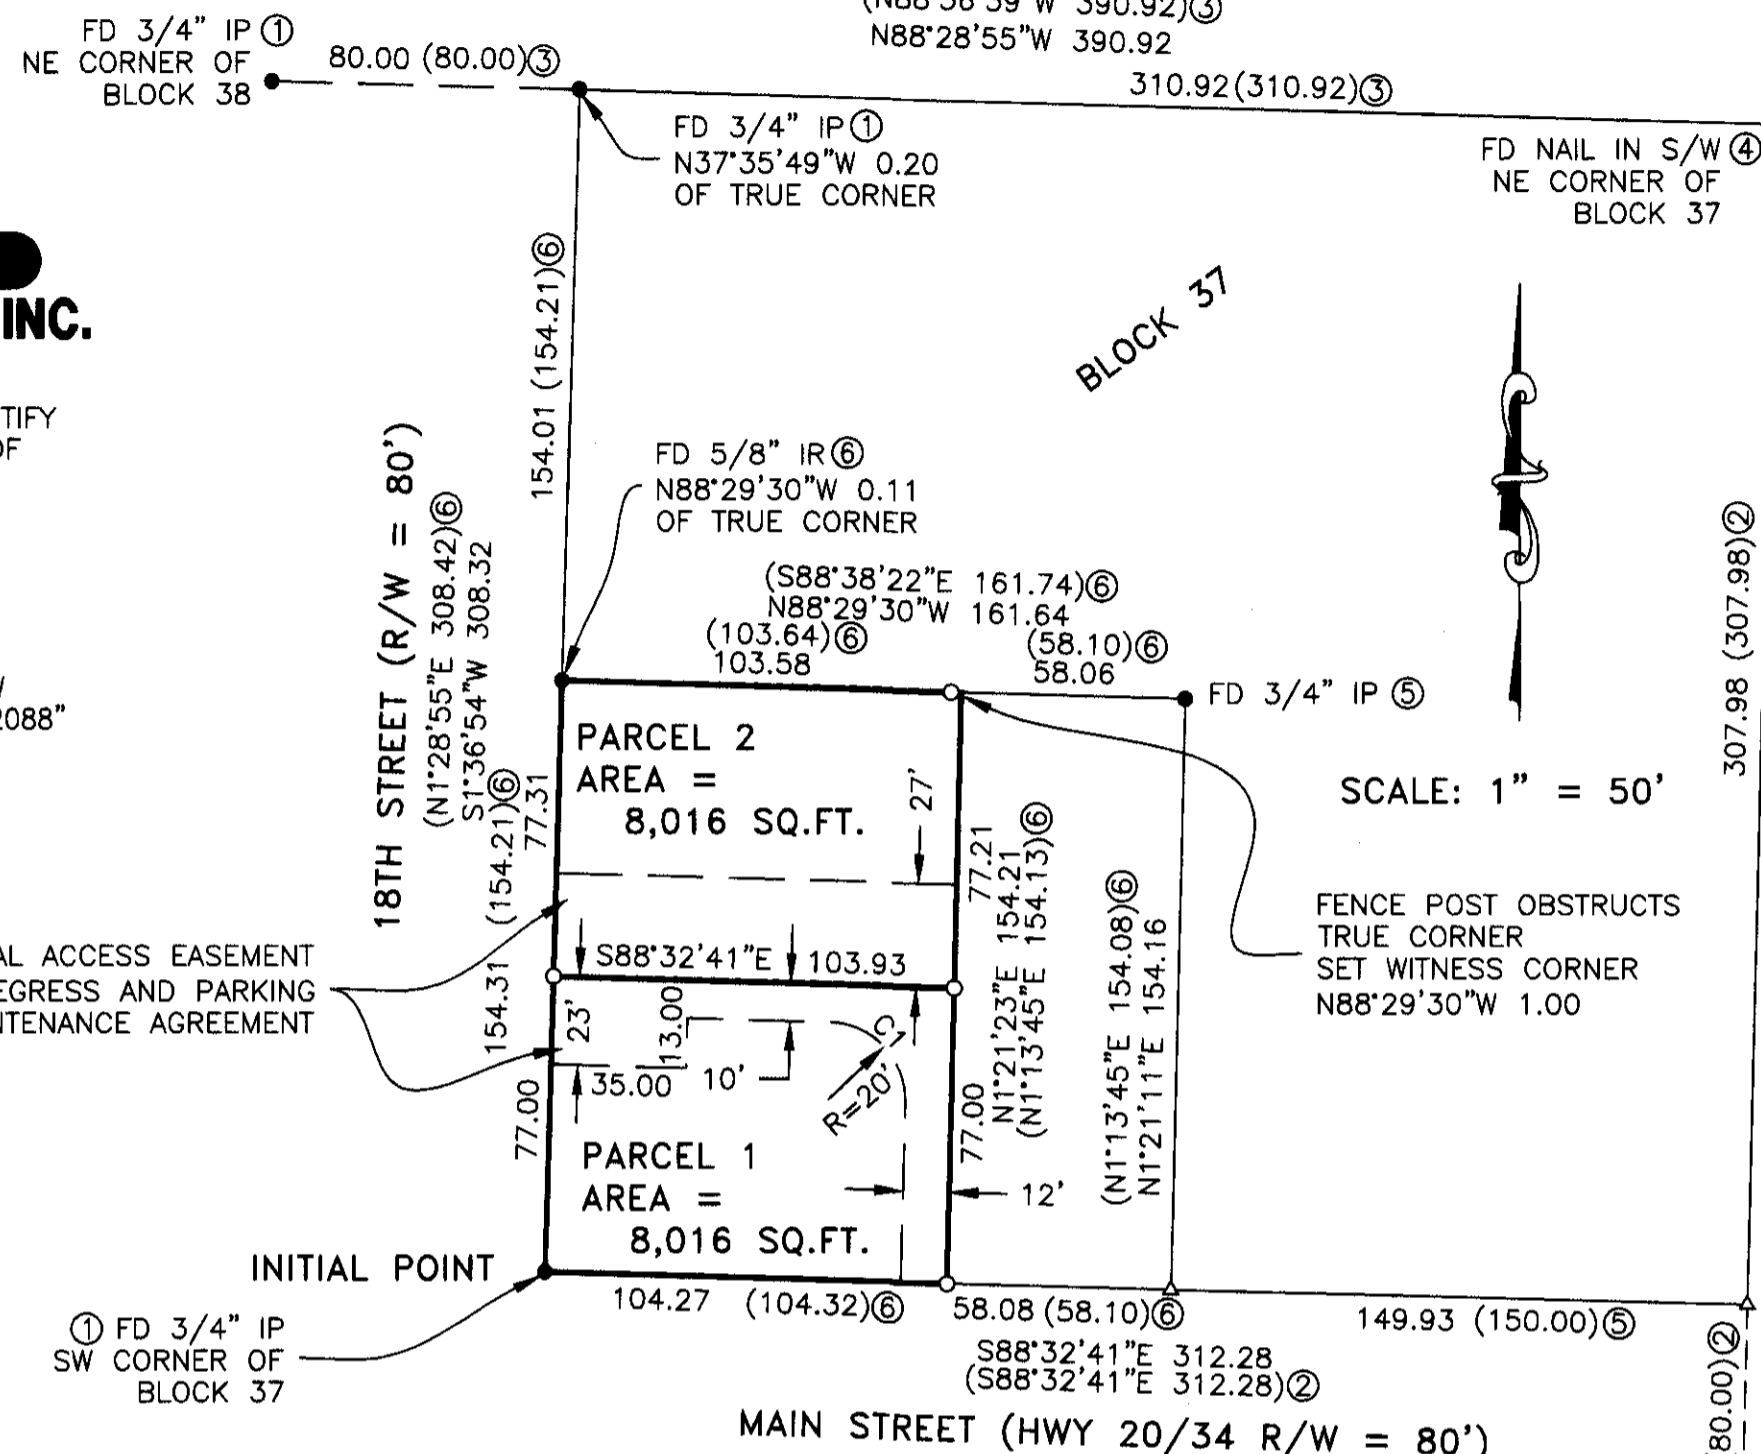 (N88°38'39"W 390.92)③
N88°28'55"W 390.92
FD 3/4" IP ①
NE CORNER OF
BLOCK 38
80.00 (80.00)③
310.92(310.92)③
FD 3/4" IP①
N37°35'49"W 0.20
OF TRUE CORNER
FD NAIL IN S/W④
NE CORNER OF
BLOCK 37
INC.
BLOCK 37
154.01 (154.21)⑥
TIFY
OF
FD 5/8" IR⑥
N88°29'30"W 0.11
OF TRUE CORNER
18TH STREET (R/W = 80')
(N1°28'55"E 308.42)⑥
S1°36'54"W 308.32
(S88°38'22"E 161.74)⑥
N88°29'30"W 161.64
(103.64)⑥
103.58
(58.10)⑥
58.06
FD 3/4" IP ⑤
307.98 (307.98)②
2088"
PARCEL 2
AREA =
8,016 SQ.FT.
27'
SCALE: 1" = 50'
154.31 (154.21)⑥
77.31
77.21
N1°21'23"E 154.21
(N1°13'45"E 154.13)⑥
(N1°13'45"E 154.08)⑥
N1°21'11"E 154.16
FENCE POST OBSTRUCTS
TRUE CORNER
SET WITNESS CORNER
N88°29'30"W 1.00
AL ACCESS EASEMENT
EGRESS AND PARKING
NTENANCE AGREEMENT
S88°32'41"E 103.93
23'
13.00
35.00
10'
C1
R=20'
77.00
77.00
12'
PARCEL 1
AREA =
8,016 SQ.FT.
INITIAL POINT
① FD 3/4" IP
SW CORNER OF
BLOCK 37
104.27 (104.32)⑥
58.08 (58.10)⑥
149.93 (150.00)⑤
S88°32'41"E 312.28
(S88°32'41"E 312.28)②
80.00)②
MAIN STREET (HWY 20/34 R/W = 80')